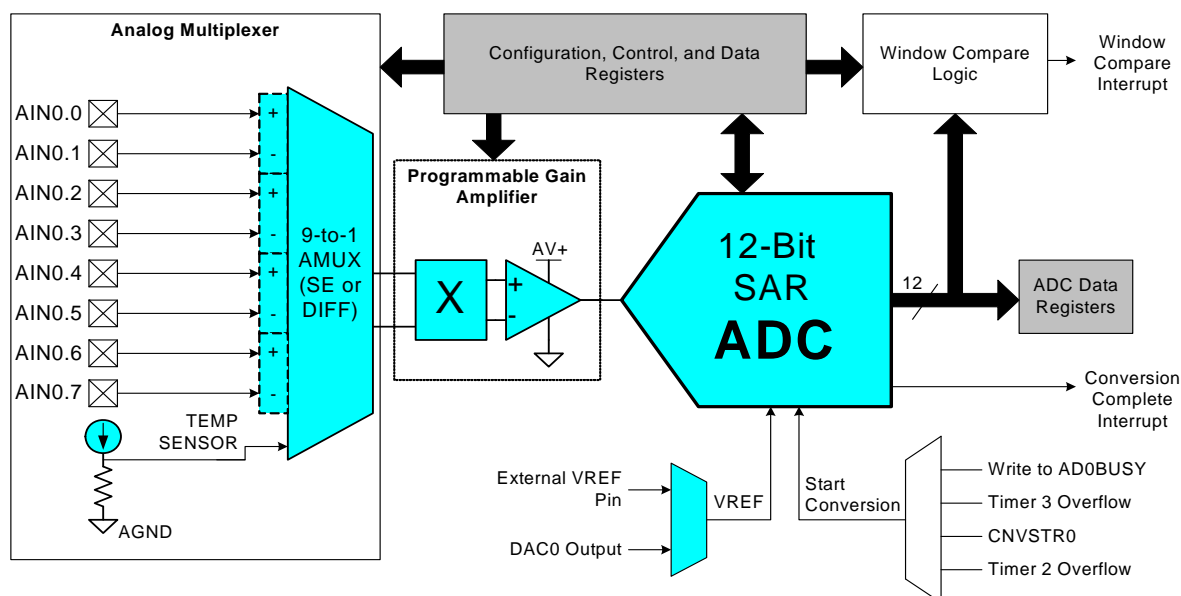 Analog Multiplexer
AIN0.0
AIN0.1
AIN0.2
AIN0.3
AIN0.4
AIN0.5
AIN0.6
AIN0.7
+
-
+
-
+
-
+
-
9-to-1
AMUX
(SE or
DIFF)
TEMP
SENSOR
AGND
Configuration, Control, and Data
Registers
Window Compare
Logic
Window
Compare
Interrupt
Programmable Gain
Amplifier
X
+
-
AV+
12-Bit
SAR
ADC
12
ADC Data
Registers
Conversion
Complete
Interrupt
External VREF
Pin
DAC0 Output
VREF
Start
Conversion
Write to AD0BUSY
Timer 3 Overflow
CNVSTR0
Timer 2 Overflow